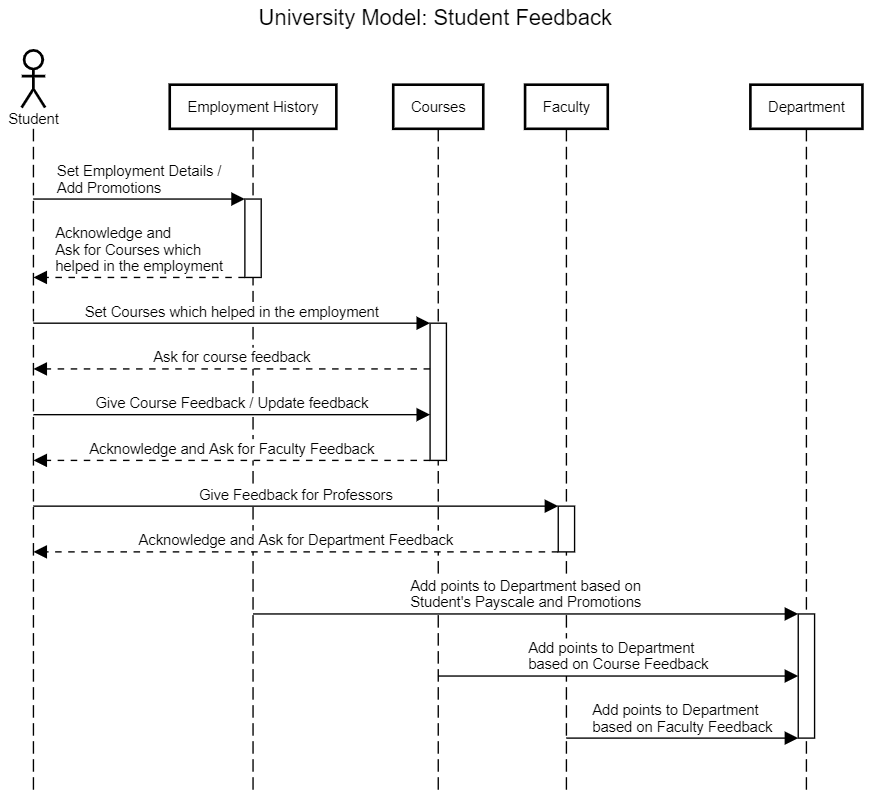 University Model: Student Feedback
Student
Employment History
Courses
Faculty
Department
Set Employment Details /
Add Promotions
Acknowledge and
Ask for Courses which
helped in the employment
Set Courses which helped in the employment
Ask for course feedback
Give Course Feedback / Update feedback
Acknowledge and Ask for Faculty Feedback
Give Feedback for Professors
Acknowledge and Ask for Department Feedback
Add points to Department based on
Student's Payscale and Promotions
Add points to Department
based on Course Feedback
Add points to Department
based on Faculty Feedback